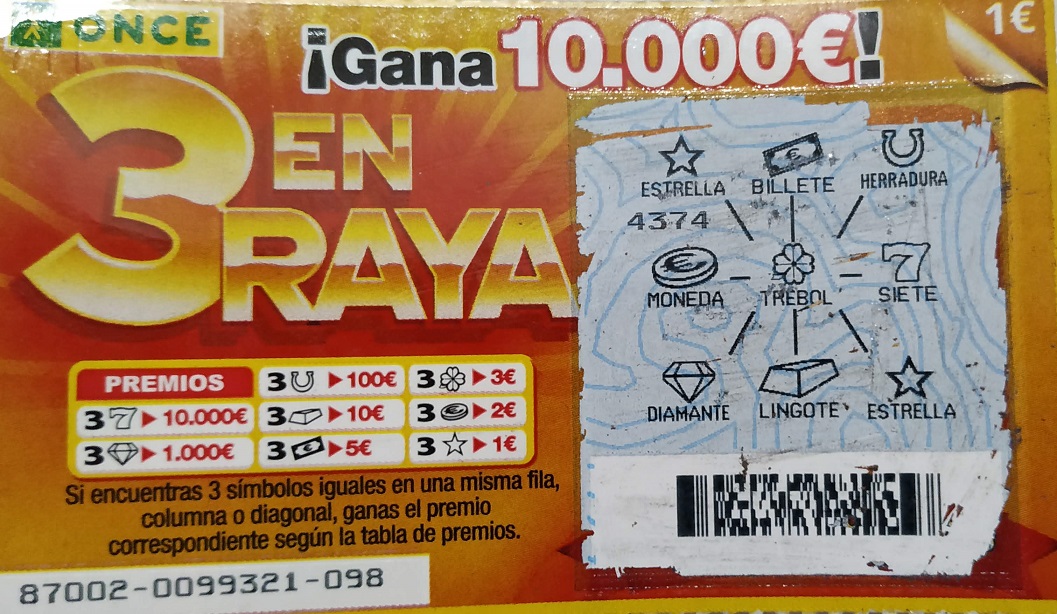 ONCE
¡Gana 10.000€!
1€
3 EN
RAYA
ESTRELLA BILLETE HERRADURA
4374
MONEDA TREBOL SIETE
DIAMANTE LINGOTE ESTRELLA
PREMIOS 3 100€ 3 3€
3 10.000€ 3 10€ 3 2€
3 1.000€ 3 5€ 3 1€
Si encuentras 3 símbolos iguales en una misma fila,
columna o diagonal, ganas el premio
correspondiente según la tabla de premios.
87002-0099321-098